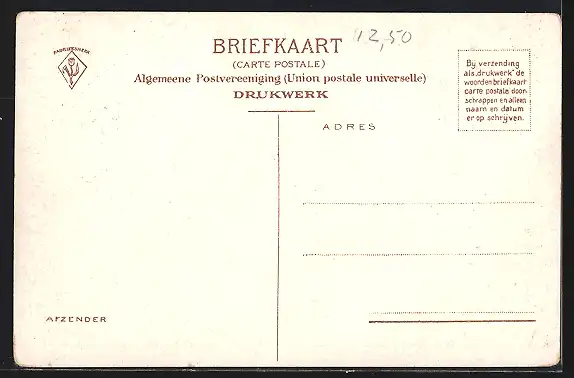 FABRIEKSMERK
BRIEFKAART
12,50
(CARTE POSTALE)
Algemeene Postvereeniging (Union postale universelle)
DRUKWERK
Bij verzending
als „drukwerk" de
woorden briefkaart
carte postale door
schrappen en alleen
naam en datum
er op schrijven.
ADRES
AFZENDER